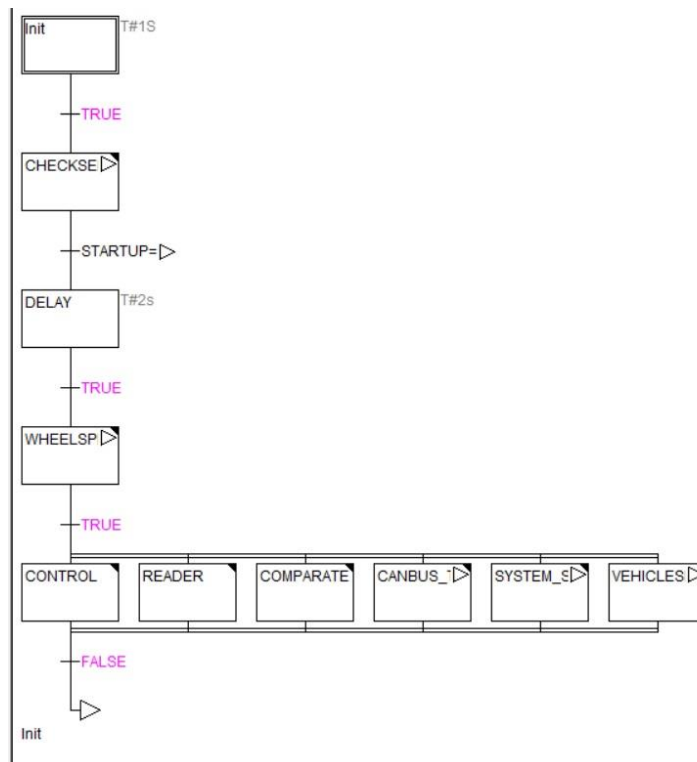 Init T#1S
TRUE
CHECKSE
STARTUP=
DELAY T#2s
TRUE
WHEELSP
TRUE
CONTROL READER COMPARATE CANBUS_ SYSTEM_S VEHICLES
FALSE
Init